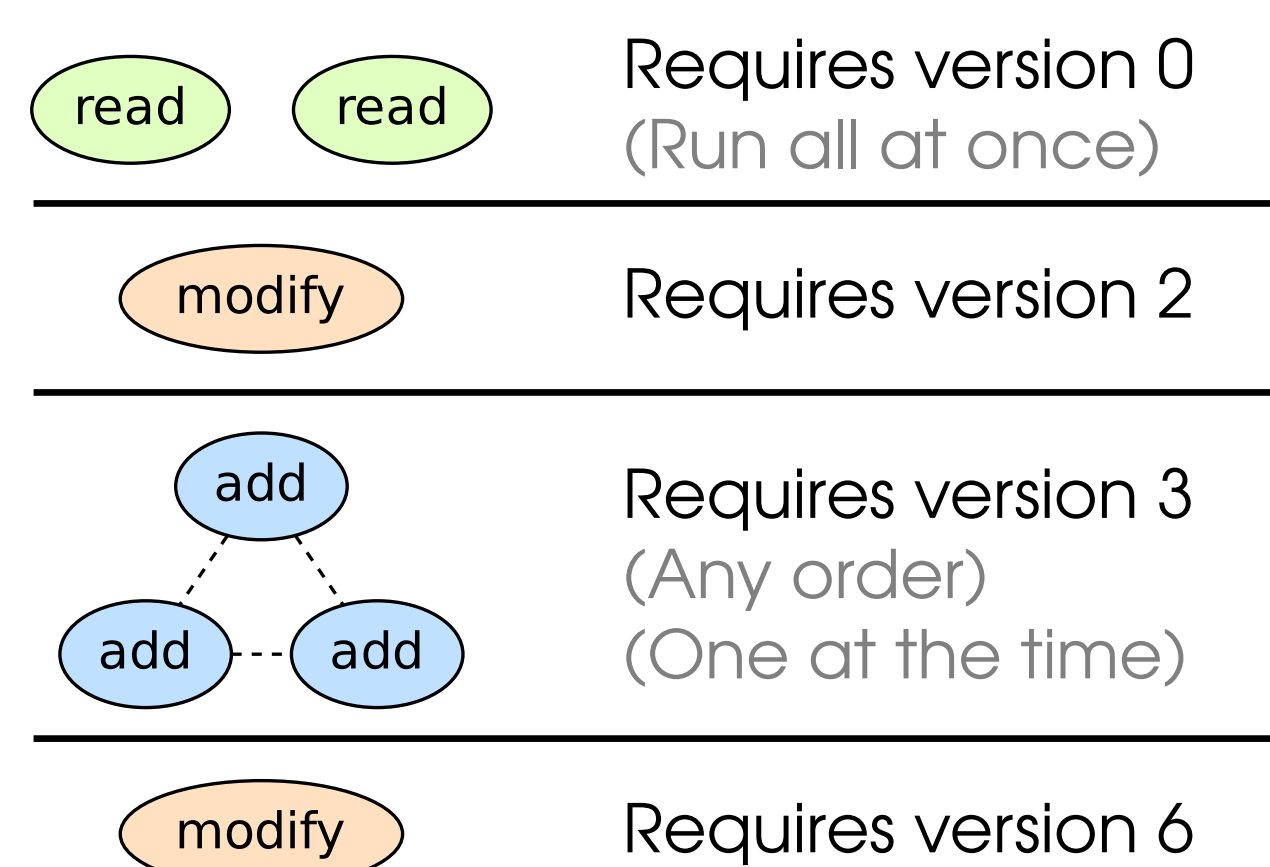 read read Requires version 0
(Run all at once)
modify Requires version 2
add
Requires version 3
(Any order)
add add (One at the time)
modify Requires version 6